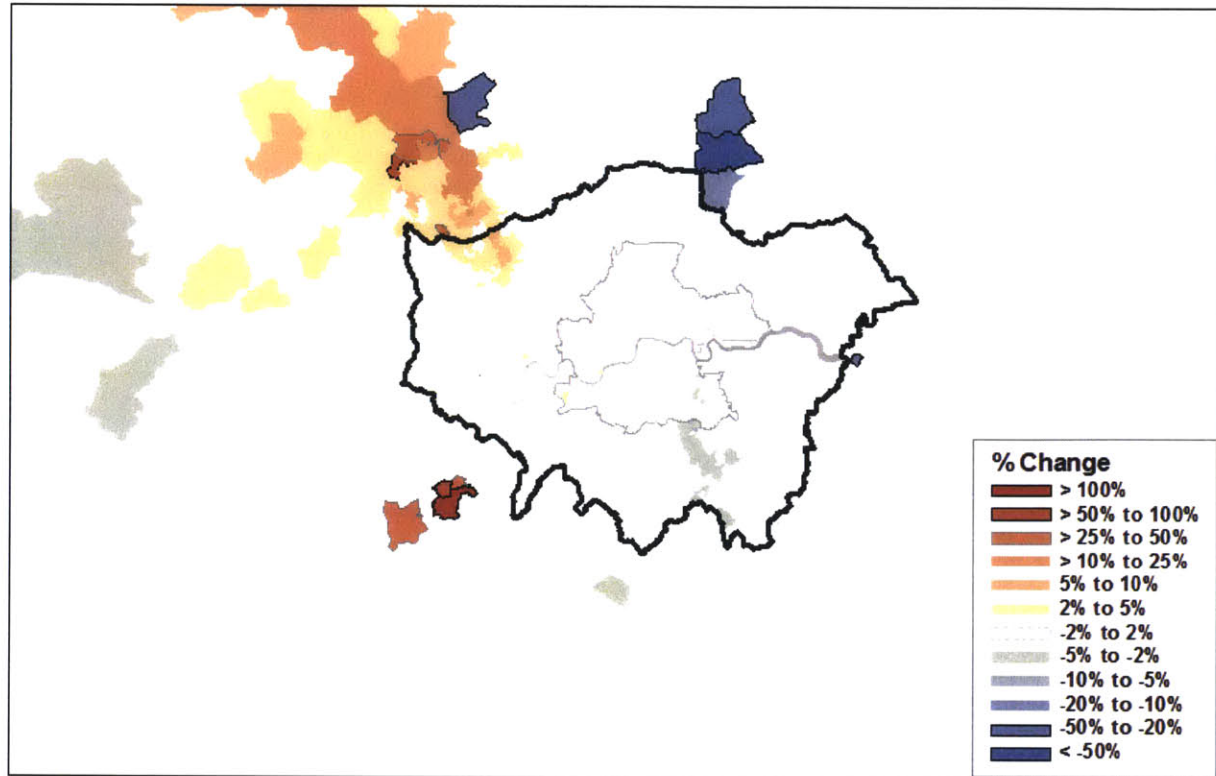 % Change
> 100%
> 50% to 100%
> 25% to 50%
> 10% to 25%
5% to 10%
2% to 5%
-2% to 2%
-5% to -2%
-10% to -5%
-20% to -10%
-50% to -20%
< -50%